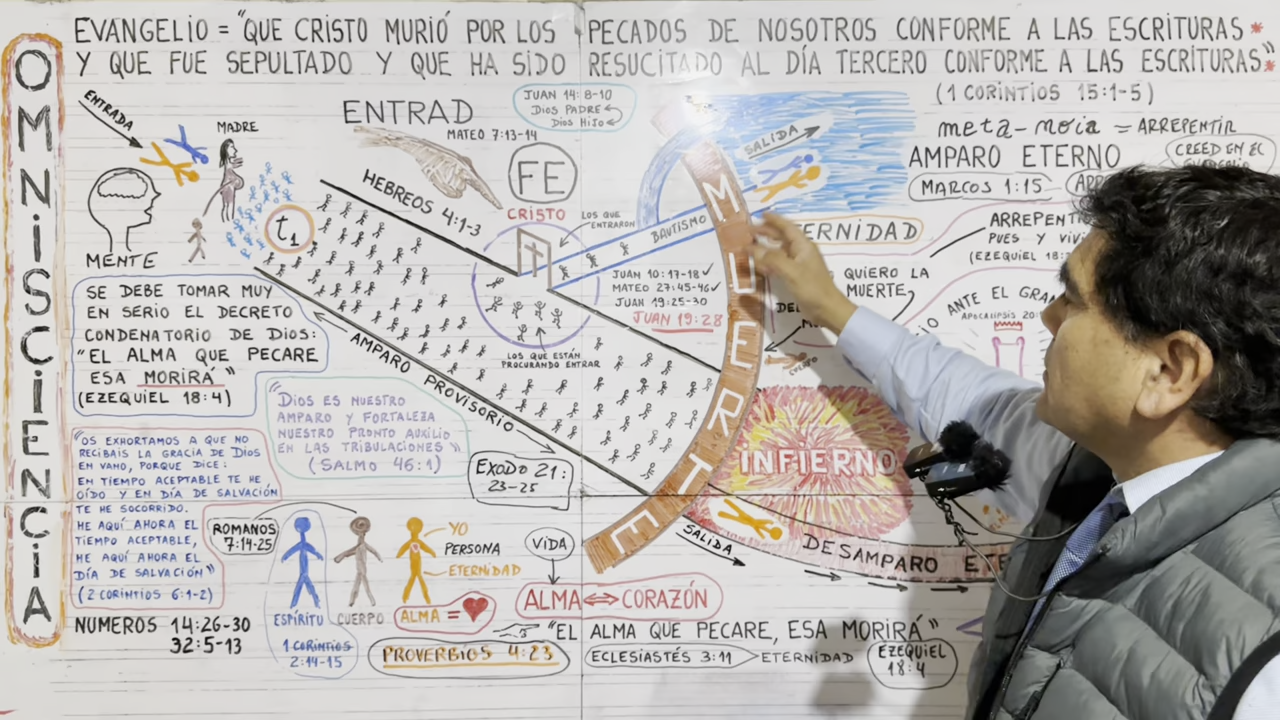 EVANGELIO = "QUE CRISTO MURIÓ POR LOS PECADOS DE NOSOTROS CONFORME A LAS ESCRITURAS *
Y QUE FUE SEPULTADO Y QUE HA SIDO RESUCITADO AL DÍA TERCERO CONFORME A LAS ESCRITURAS" *
(1 CORINTIOS 15:1-5)
OMNISCIENCIA
ENTRADA
MADRE
MENTE
t1
ENTRAD
MATEO 7:13-14
JUAN 14:8-10
DIOS PADRE
DIOS HIJO
FE
HEBREOS 4:1-3
CRISTO
LOS QUE
ENTRARON
BAUTISMO
SALIDA
meta-noia = ARREPENTIR
AMPARO ETERNO
CREED EN EL
MARCOS 1:15
ARREPENTI
PUES Y VIVI
(EZEQUIEL 18:
ERNIDAD
QUIERO LA
MUERTE
ANTE EL GRAN
APOCALIPSIS 20:
JUAN 10:17-18 ✓
MATEO 27:45-46 ✓
JUAN 19:25-30
JUAN 19:28
LOS QUE ESTÁN
PROCURANDO ENTRAR
MUERTE
CUERPO
SE DEBE TOMAR MUY
EN SERIO EL DECRETO
CONDENATORIO DE DIOS:
"EL ALMA QUE PECARE
ESA MORIRÁ"
(EZEQUIEL 18:4)
AMPARO PROVISORIO
"DIOS ES NUESTRO
AMPARO Y FORTALEZA
NUESTRO PRONTO AUXILIO
EN LAS TRIBULACIONES"
(SALMO 46:1)
EXODO 21:
23-25
INFIERNO
SALIDA
DESAMPARO ETE
"OS EXHORTAMOS A QUE NO
RECIBAIS LA GRACIA DE DIOS
EN VANO, PORQUE DICE:
EN TIEMPO ACEPTABLE TE HE
OÍDO Y EN DÍA DE SALVACIÓN
TE HE SOCORRIDO.
HE AQUÍ AHORA EL
TIEMPO ACEPTABLE,
HE AQUÍ AHORA EL
DÍA DE SALVACIÓN"
(2 CORINTIOS 6:1-2)
NUMEROS 14:26-30
32:5-13
ROMANOS
7:14-25
ESPÍRITU
CUERPO
ALMA =
1 CORINTIOS
2:14-15
YO
PERSONA
ETERNIDAD
VIDA
ALMA ↔ CORAZÓN
PROVERBIOS 4:23
"EL ALMA QUE PECARE, ESA MORIRÁ"
ECLESIASTÉS 3:11
ETERNIDAD
EZEQUIEL
18:4